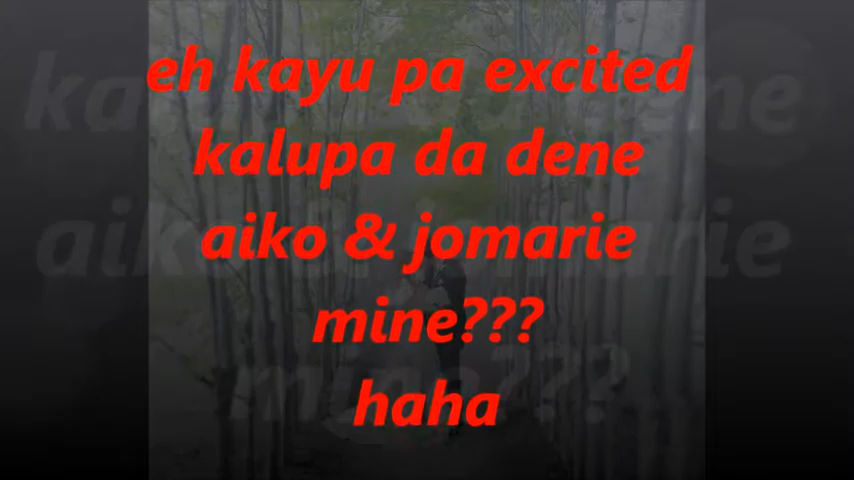 eh kayu pa excited
kalupa da dene
aiko & jomarie
mine???
haha